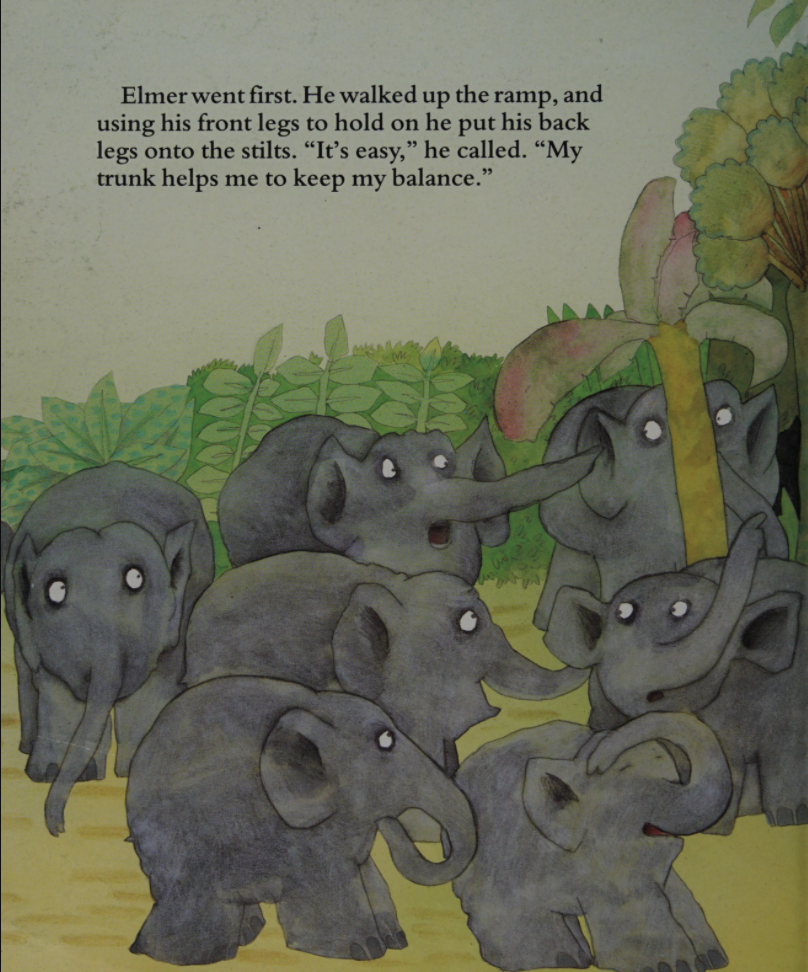 Elmer went first. He walked up the ramp, and
using his front legs to hold on he put his back
legs onto the stilts. “It’s easy,” he called. “My
trunk helps me to keep my balance.”